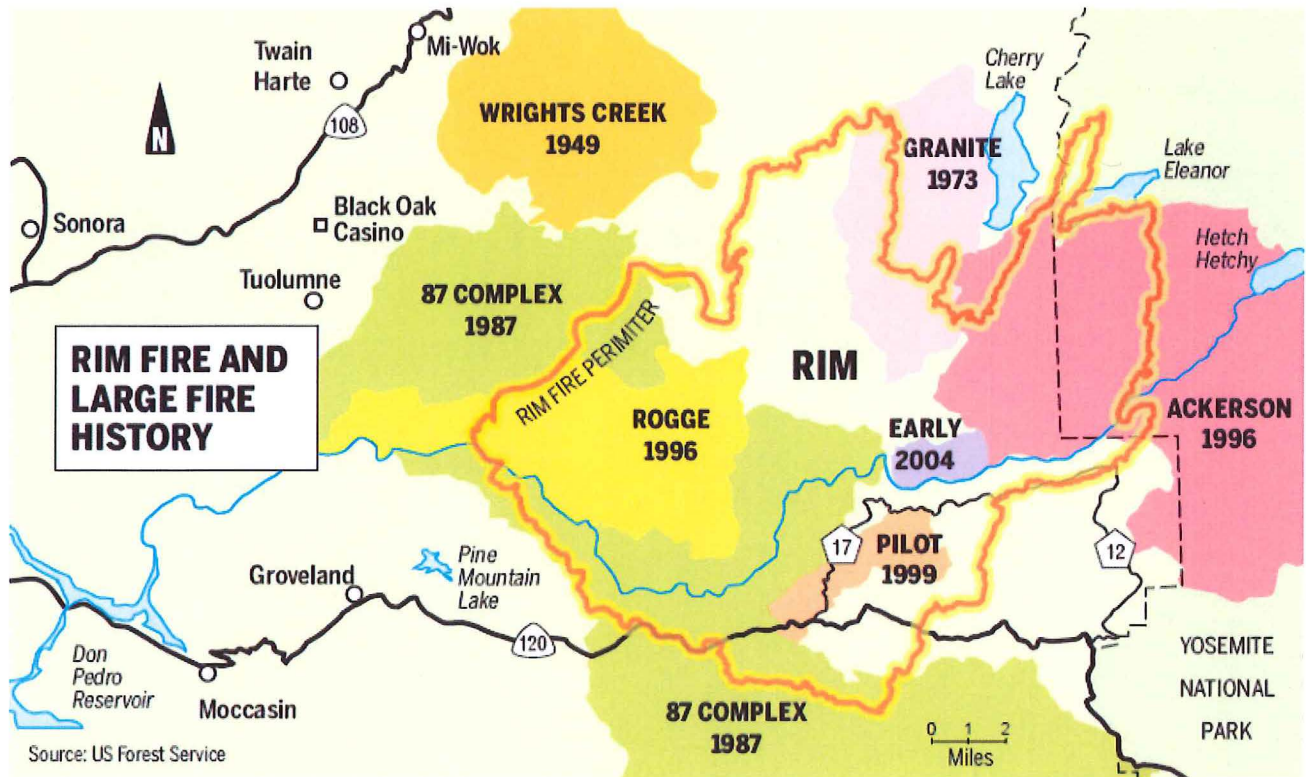 Twain
Harte
Mi-Wok
N
108
WRIGHTS CREEK
1949
Cherry
Lake
GRANITE
1973
Lake
Eleanor
Sonora
Black Oak
Casino
Hetch
Hetchy
Tuolumne
87 COMPLEX
1987
RIM FIRE AND
LARGE FIRE
HISTORY
RIM FIRE PERIMITER
RIM
ROGGE
1996
EARLY
2004
ACKERSON
1996
17
PILOT
1999
12
Groveland
Pine
Mountain
Lake
120
Don
Pedro
Reservoir
Moccasin
87 COMPLEX
1987
YOSEMITE
NATIONAL
PARK
0 1 2
Miles
Source: US Forest Service